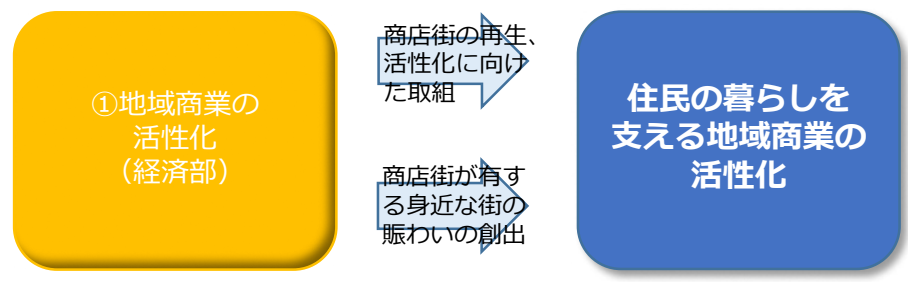 ①地域商業の
活性化
（経済部）
商店街の再生、
活性化に向け
た取組
商店街が有す
る身近な街の
賑わいの創出
住民の暮らしを
支える地域商業の
活性化